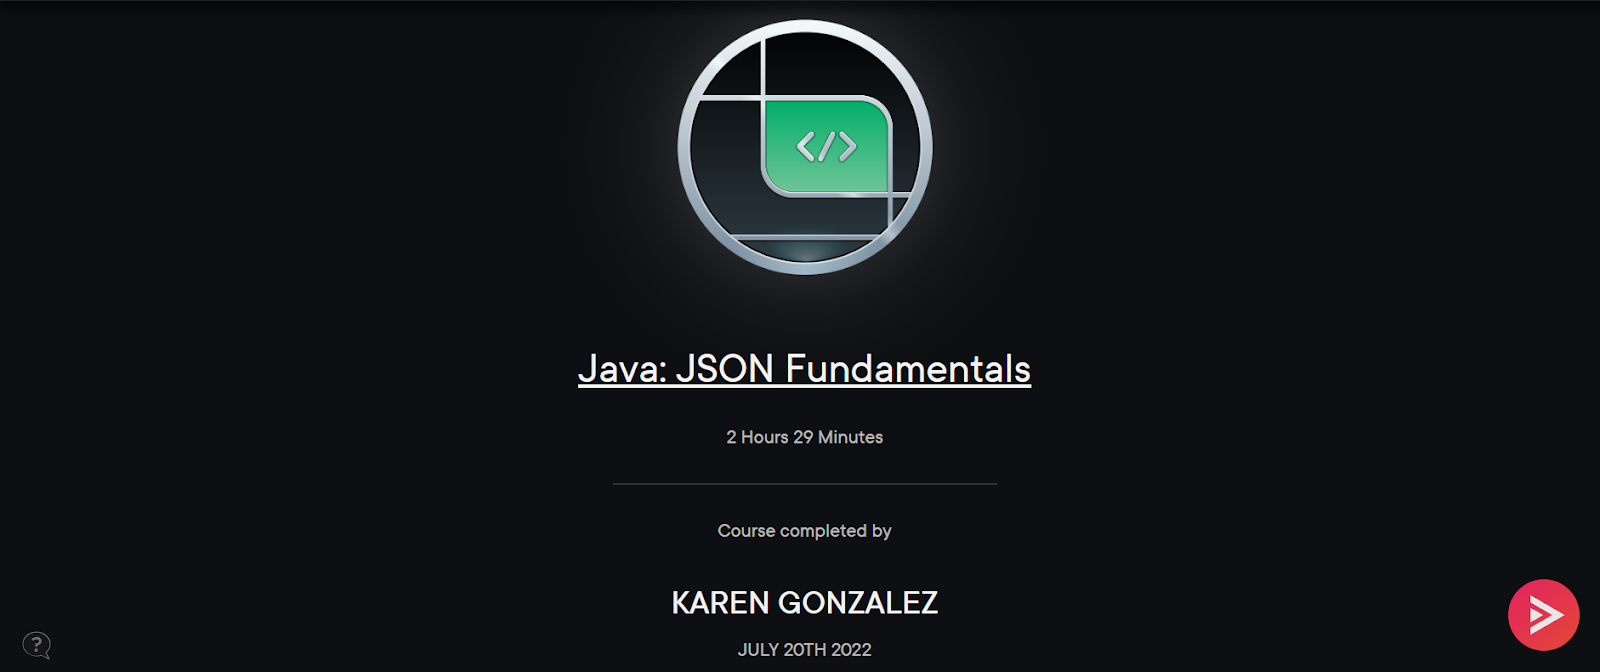 </>
Java: JSON Fundamentals
2 Hours 29 Minutes
Course completed by
KAREN GONZALEZ
JULY 20TH 2022
?